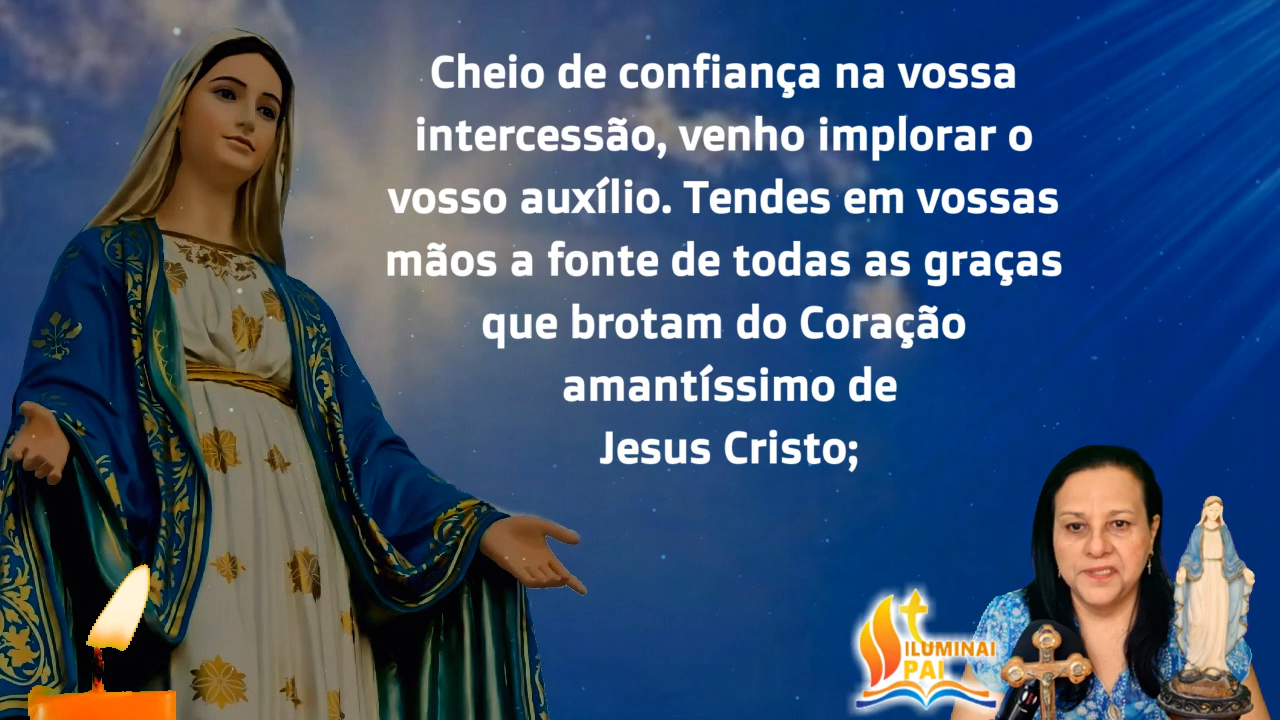 Cheio de confiança na vossa
intercessão, venho implorar o
vosso auxílio. Tendes em vossas
mãos a fonte de todas as graças
que brotam do Coração
amantíssimo de
Jesus Cristo;
ILUMINAI
PAI